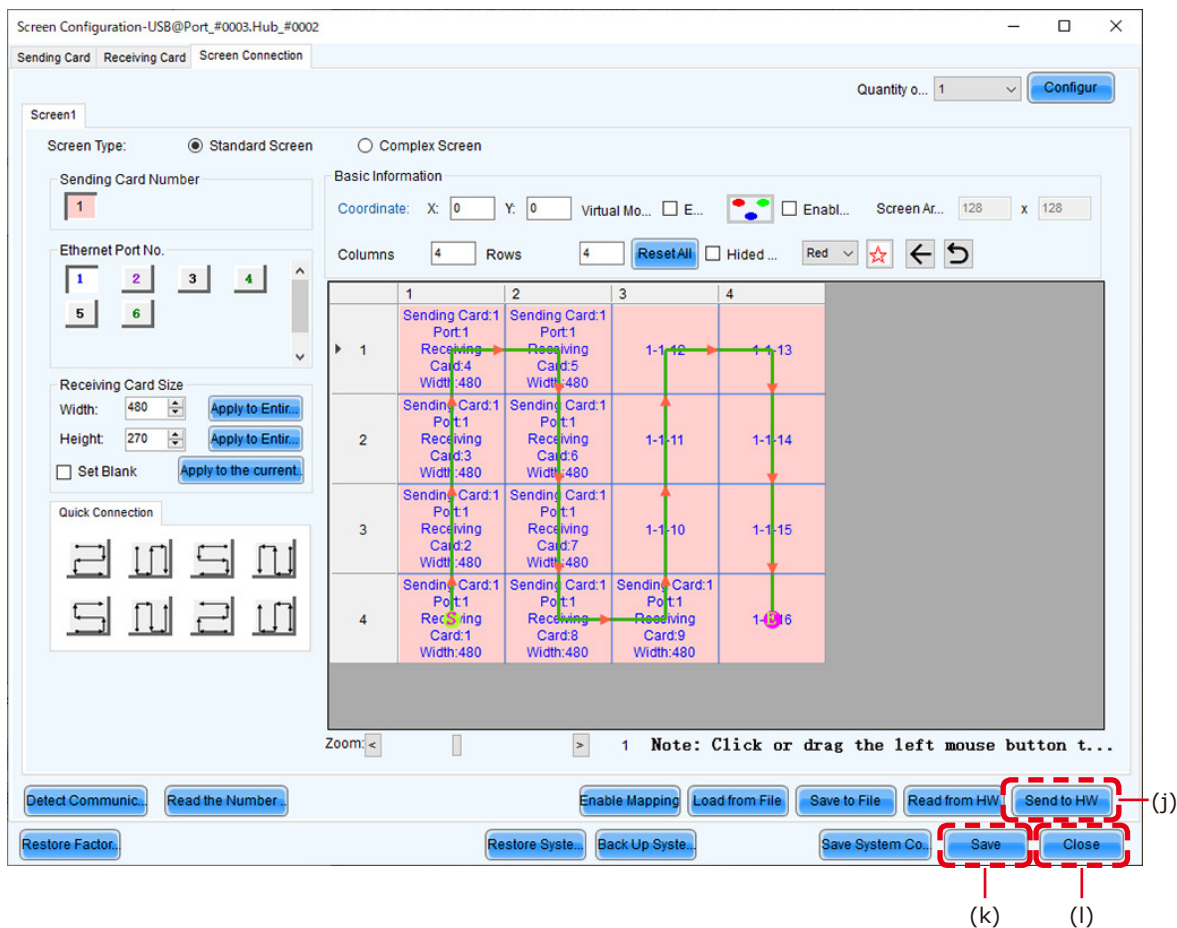 Screen Configuration-USB@Port_#0003.Hub_#0002
Sending Card Receiving Card Screen Connection
Quantity o... 1 Configur
Screen1
Screen Type: Standard Screen Complex Screen
Sending Card Number
1
Basic Information
Coordinate: X: 0 Y: 0 Virtual Mo... E... Enabl... Screen Ar... 128 x 128
Columns 4 Rows 4 Reset All Hided ... Red
Ethernet Port No.
1 2 3 4
5 6
Receiving Card Size
Width: 480 Apply to Entir...
Height: 270 Apply to Entir...
Set Blank Apply to the current.
Quick Connection
1 2 3 4
1
Sending Card:1
Port:1
Receiving
Card:4
Width:480
Sending Card:1
Port:1
Receiving
Card:5
Width:480
1-1-12
1-1-13
2
Sending Card:1
Port:1
Receiving
Card:3
Width:480
Sending Card:1
Port:1
Receiving
Card:6
Width:480
1-1-11
1-1-14
3
Sending Card:1
Port:1
Receiving
Card:2
Width:480
Sending Card:1
Port:1
Receiving
Card:7
Width:480
1-1-10
1-1-15
4
Sending Card:1
Port:1
Receiving
Card:1
Width:480
S
Sending Card:1
Port:1
Receiving
Card:8
Width:480
Sending Card:1
Port:1
Receiving
Card:9
Width:480
1-1-16
E
Zoom: < > 1 Note: Click or drag the left mouse button t...
Detect Communic... Read the Number .. Enable Mapping Load from File Save to File Read from HW Send to HW (j)
Restore Factor.. Restore Syste... Back Up Syste... Save System Co... Save Close
(k) (l)